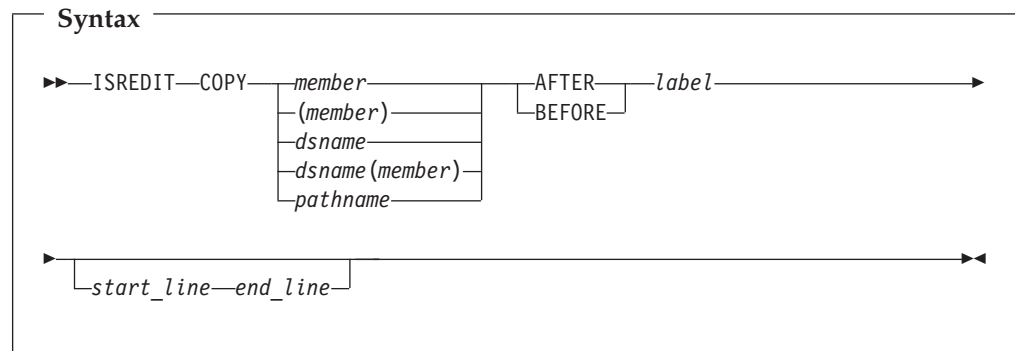 Syntax
ISREDIT COPY member AFTER label
(member) BEFORE
dsname
dsname(member)
pathname
start_line end_line